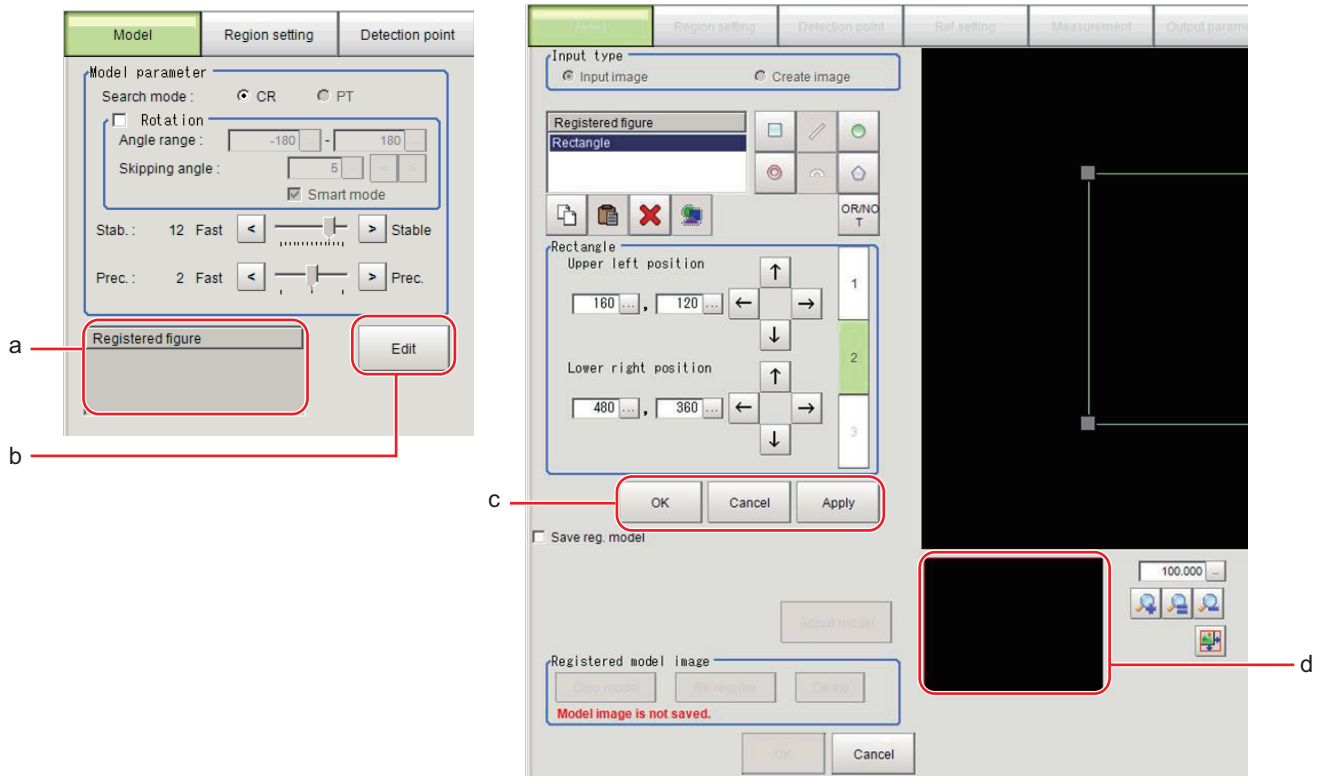 Model Region setting Detection point
Model parameter
Search mode : CR PT
Rotation
Angle range : -180 ... - 180 ...
Skipping angle : 5 ... < >
Smart mode
Stab. : 12 Fast < > Stable
Prec. : 2 Fast < > Prec.
Registered figure
Edit
a
b
Model Region setting Detection point Ref.setting Measurement Output param
Input type
Input image Create image
Registered figure
Rectangle
OR/NO
T
Rectangle
Upper left position
160 ... , 120 ...
↑
← →
↓
Lower right position
480 ... , 360 ...
↑
← →
↓
1
2
3
c
OK Cancel Apply
Save reg. model
100.000 ...
Adjust model
d
Registered model image
Disp model Re-register Delete
Model image is not saved.
OK Cancel